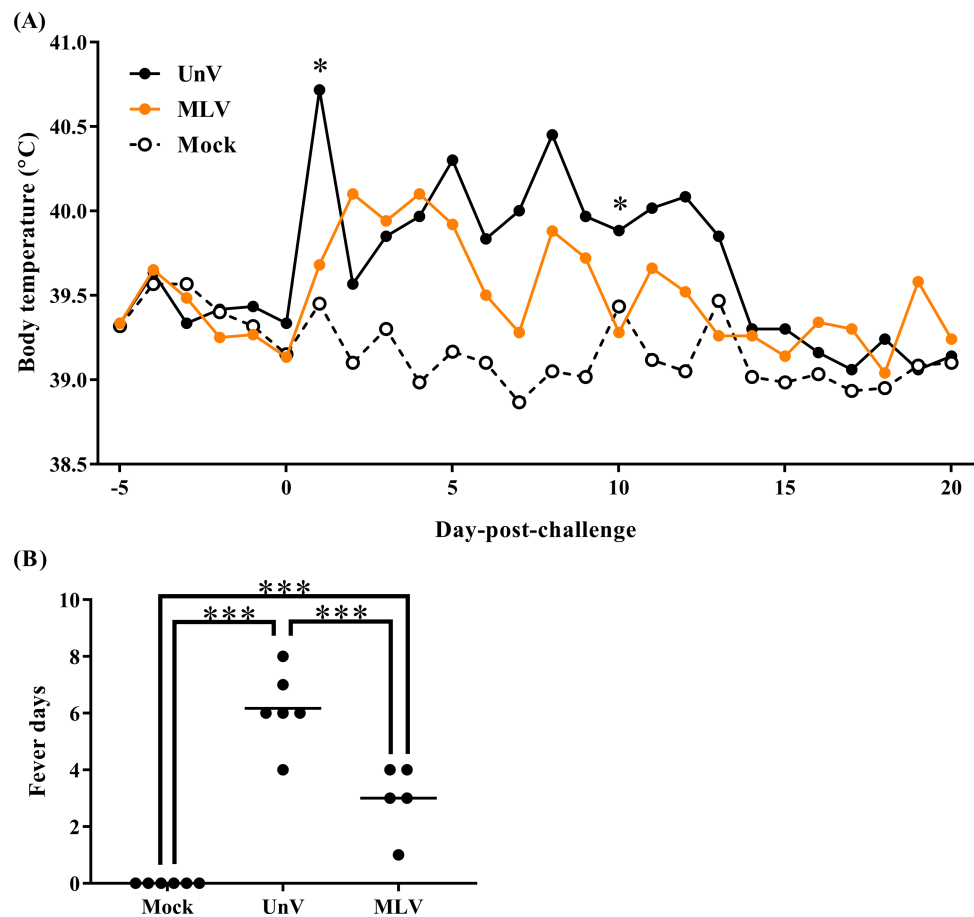 (A)
41.0
40.5
40.0
39.5
39.0
38.5
Body temperature (°C)
UnV
MLV
Mock
*
*
-5 0 5 10 15 20
Day-post-challenge
(B)
10
8
6
4
2
0
Fever days
***
*** ***
Mock UnV MLV